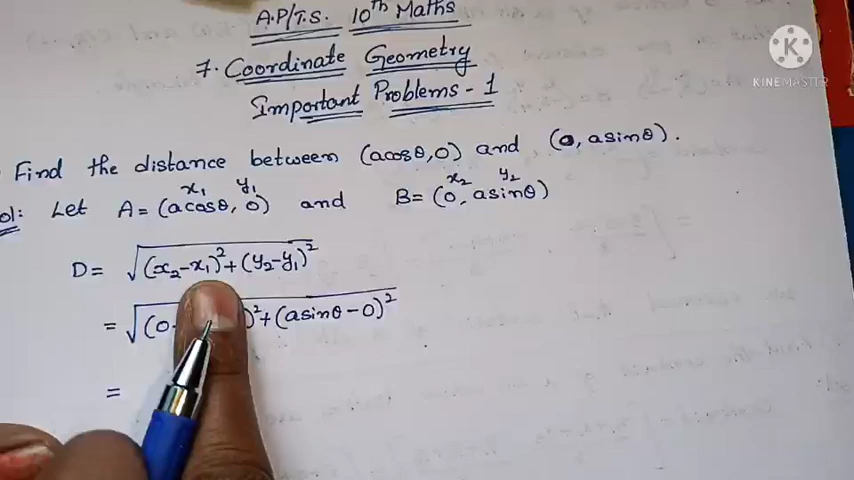 A.P/T.S. 10th Maths
7. Coordinate Geometry
Important Problems - 1
Find the distance between (acosθ, 0) and (0, asinθ).
x₁ y₁ x₂ y₂
Let A = (acosθ, 0) and B = (0, asinθ)
D = √(x₂-x₁)²+(y₂-y₁)²
= √(0- )²+(asinθ-0)²
=
K
KINEMASTER